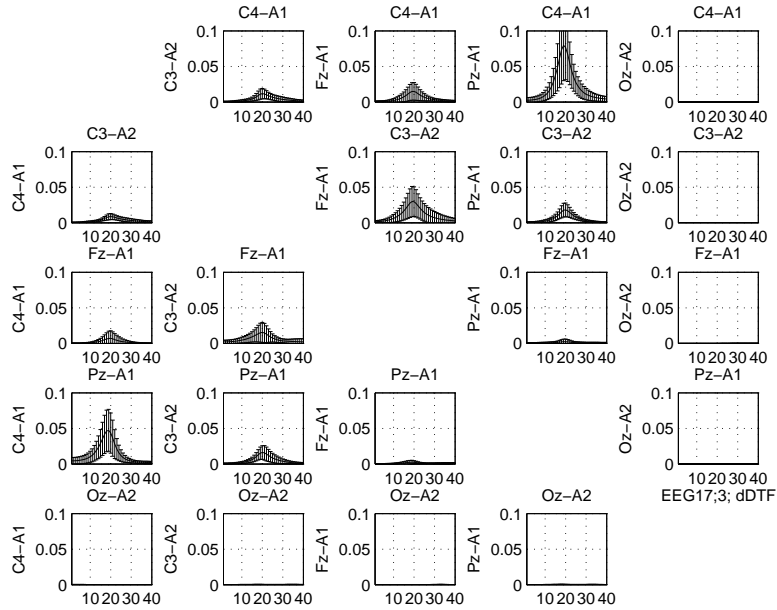 C4−A1 C4−A1 C4−A1 C4−A1
C3−A2 0.1 0.05 0 10 20 30 40
Fz−A1 0.1 0.05 0 10 20 30 40
Pz−A1 0.1 0.05 0 10 20 30 40
Oz−A2 0.1 0.05 0 10 20 30 40
C3−A2 C3−A2 C3−A2 C3−A2
C4−A1 0.1 0.05 0 10 20 30 40
Fz−A1 0.1 0.05 0 10 20 30 40
Pz−A1 0.1 0.05 0 10 20 30 40
Oz−A2 0.1 0.05 0 10 20 30 40
Fz−A1 Fz−A1 Fz−A1 Fz−A1
C4−A1 0.1 0.05 0 10 20 30 40
C3−A2 0.1 0.05 0 10 20 30 40
Pz−A1 0.1 0.05 0 10 20 30 40
Oz−A2 0.1 0.05 0 10 20 30 40
Pz−A1 Pz−A1 Pz−A1 Pz−A1
C4−A1 0.1 0.05 0 10 20 30 40
C3−A2 0.1 0.05 0 10 20 30 40
Fz−A1 0.1 0.05 0 10 20 30 40
Oz−A2 0.1 0.05 0 10 20 30 40
Oz−A2 Oz−A2 Oz−A2 Oz−A2 EEG17;3; dDTF
C4−A1 0.1 0.05 0 10 20 30 40
C3−A2 0.1 0.05 0 10 20 30 40
Fz−A1 0.1 0.05 0 10 20 30 40
Pz−A1 0.1 0.05 0 10 20 30 40